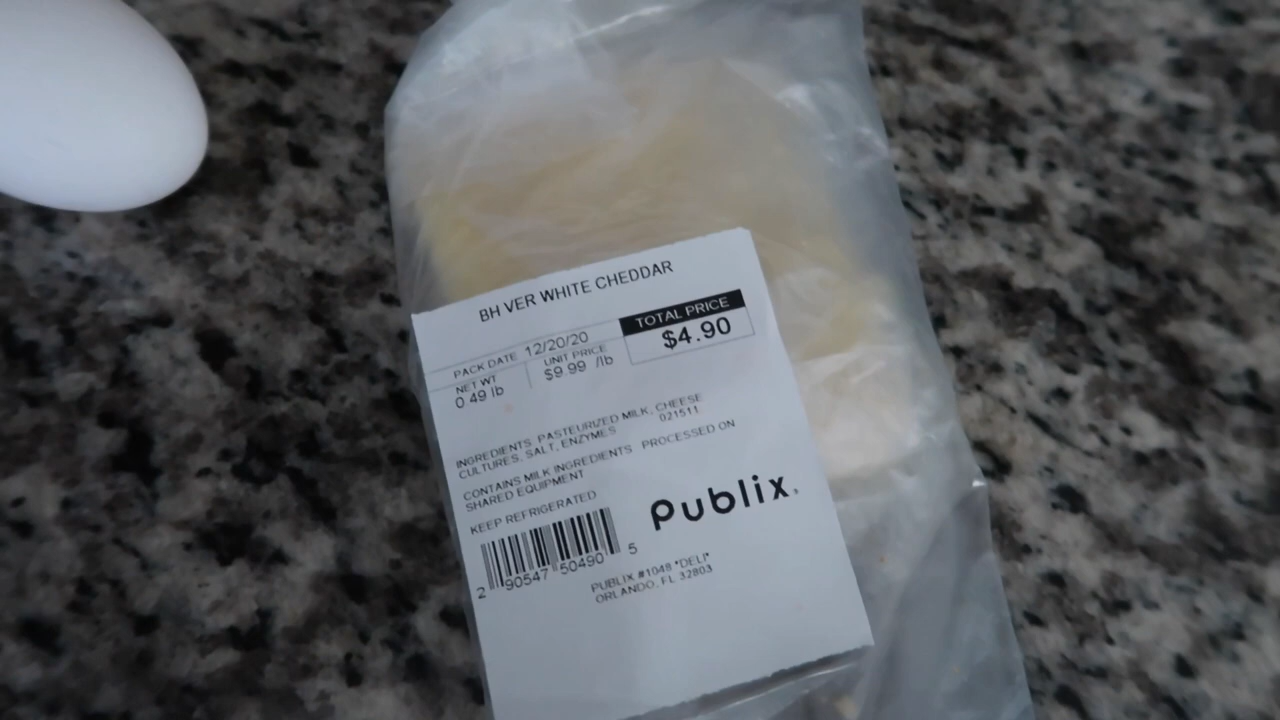 BH VER WHITE CHEDDAR
PACK DATE 12/20/20
TOTAL PRICE
$4.90
NET WT
0.49 lb
UNIT PRICE
$9.99 /lb
INGREDIENTS. PASTEURIZED MILK, CHEESE
CULTURES, SALT, ENZYMES 021511
CONTAINS MILK INGREDIENTS PROCESSED ON
SHARED EQUIPMENT
KEEP REFRIGERATED
Publix®
2 90547 50490 5
PUBLIX #1048 "DELI"
ORLANDO, FL 32803